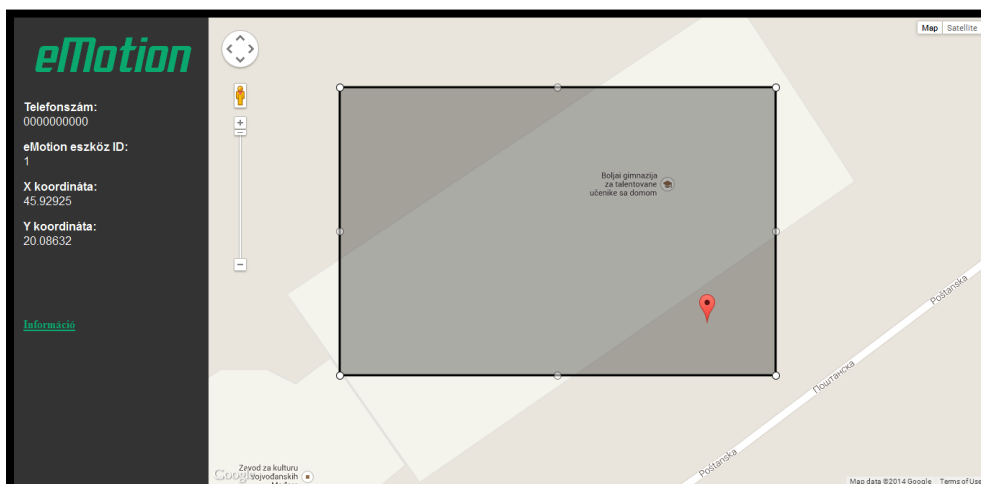 eMotion
Telefonszám:
0000000000
eMotion eszköz ID:
1
X koordináta:
45.92925
Y koordináta:
20.08632
Információ
Map Satellite
Boljai gimnazija
za talentovane
učenike sa domom
Poštanska
Поштанска
Poštanska
Zavod za kulturu
vojvođanskih
Google
Map data ©2014 Google Terms of Use